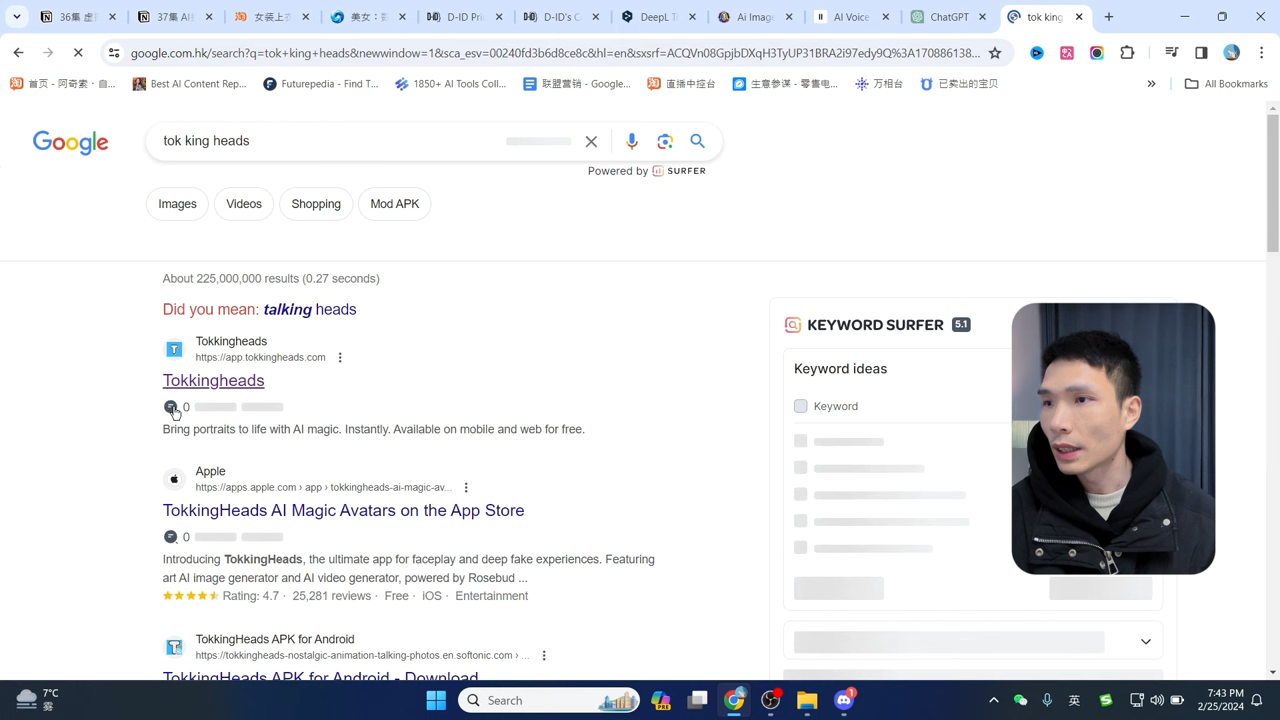 37集 虚
37集 AI
女装上衣
美女: 影
D-ID Pr
D-ID's C
DeepL T
Ai Image
AI Voice
ChatGPT
tok king
google.com.hk/search?q=tok+king+heads&newwindow=1&sca_esv=00240fd3b6d8ce8c&hl=en&sxsrf=ACQVn08GpjbDXqH3TyUP31BRA2i97edy9Q%3A170886138...
首页 - 阿奇索 · 自...
Best AI Content Rep...
Futurepedia - Find T...
1850+ AI Tools Coll...
联盟营销 - Google...
直播中控台
生意参谋 - 零售电...
万相台
已卖出的宝贝
All Bookmarks
Google
tok king heads
Powered by SURFER
Images
Videos
Shopping
Mod APK
About 225,000,000 results (0.27 seconds)
Did you mean: talking heads
Tokkingheads
https://app.tokkingheads.com
Tokkingheads
0
Bring portraits to life with AI magic. Instantly. Available on mobile and web for free.
Apple
https://apps.apple.com › app › tokkingheads-ai-magic-av...
TokkingHeads AI Magic Avatars on the App Store
0
Introducing TokkingHeads, the ultimate app for faceplay and deep fake experiences. Featuring
art AI image generator and AI video generator, powered by Rosebud ...
Rating: 4.7 · 25,281 reviews · Free · iOS · Entertainment
TokkingHeads APK for Android
https://tokkingheads-nostalgic-animation-talking-photos.en.softonic.com › ...
TokkingHeads APK for Android - Download
KEYWORD SURFER 5.1
Keyword ideas
Keyword
7°C
雾
Search
英
7:43 PM
2/25/2024